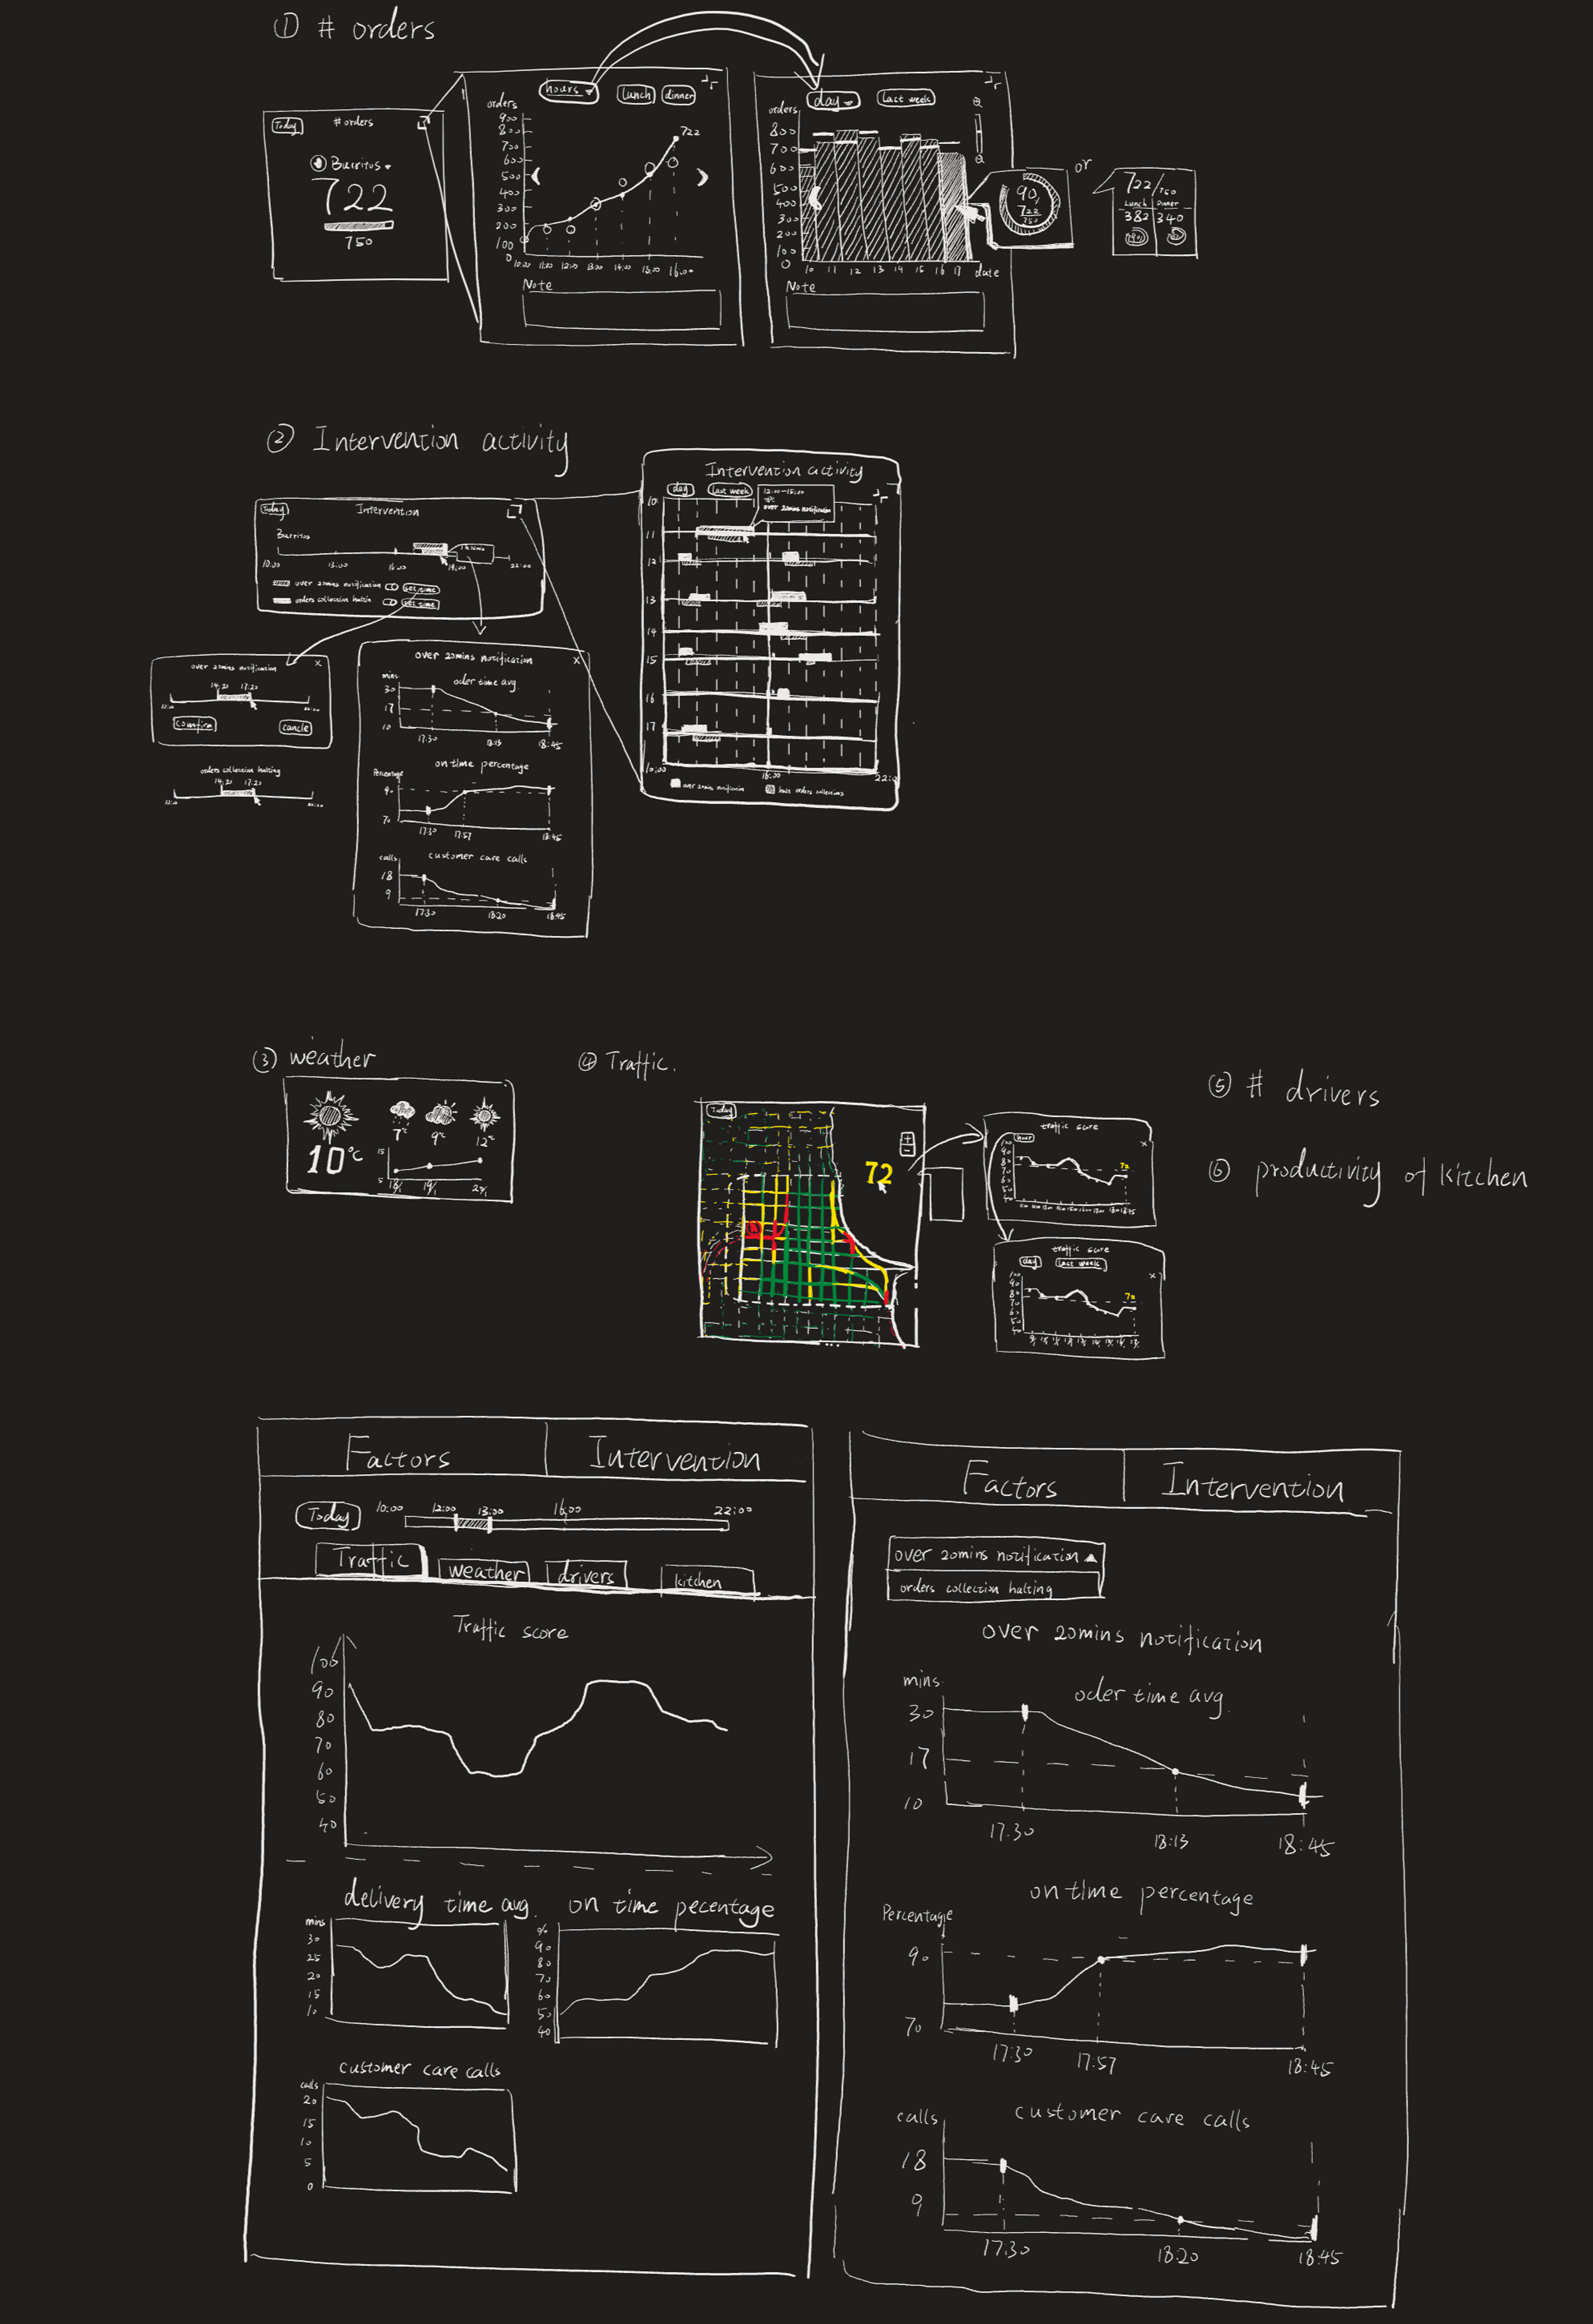 ① # orders
Today
# orders
Burritos
722
750
hours
lunch
dinner
orders
900
800
700
600
500
400
300
200
100
0
722
10:00 11:00 12:00 13:00 14:00 15:00 16:00
Note
day
Last week
orders
800
700
600
500
400
300
200
100
0
10 11 12 13 14 15 16 17 date
Note
90%
722
750
or
722/750
Lunch Dinner
382 340
② Intervention activity
Today
Intervention
Burritos
10:00 13:00 16:00 19:00 22:00
over 20mins notification set time
orders collection haltin set time
over 20mins notification
x
14:20 17:20
22:00
comfirm
cancle
orders collection halting
14:20 17:20
22:00
over 20mins notification
x
mins
oder time avg.
30
17
10
17:30 18:13 18:45
on time percentage
Percentage
90
70
17:30 17:57 18:45
calls
customer care calls
18
9
17:30 18:20 18:45
Intervention activity
day
Last week
12:00-15:00
over 20mins notification
10
11
12
13
14
15
16
17
10:00 16:00 22:00
over 20mins notification
halt orders collections
③ weather
10°C
7°C 9°C 12°C
15
5
18/1 19/1 20/1
④ Traffic.
Today
+
-
72
traffic score
hour
x
100
90
80
70
60
50
40
72
traffic score
day
Last week
x
100
90
80
70
60
50
40
72
⑤ # drivers
⑥ productivity of kitchen
Factors
Intervention
Today
10:00 12:00 13:00 16:00 22:00
Traffic
weather
drivers
kitchen
Traffic score
100
90
80
70
60
50
40
delivery time avg.
mins
30
25
20
15
10
on time pecentage
%
90
80
70
60
50
40
customer care calls
calls
20
15
10
5
0
Factors
Intervention
over 20mins notification
orders collection halting
over 20mins notification
mins.
oder time avg.
30
17
10
17:30 18:13 18:45
on time percentage
Percentage
90
70
17:30 17:57 18:45
calls
customer care calls
18
9
17:30 18:20 18:45